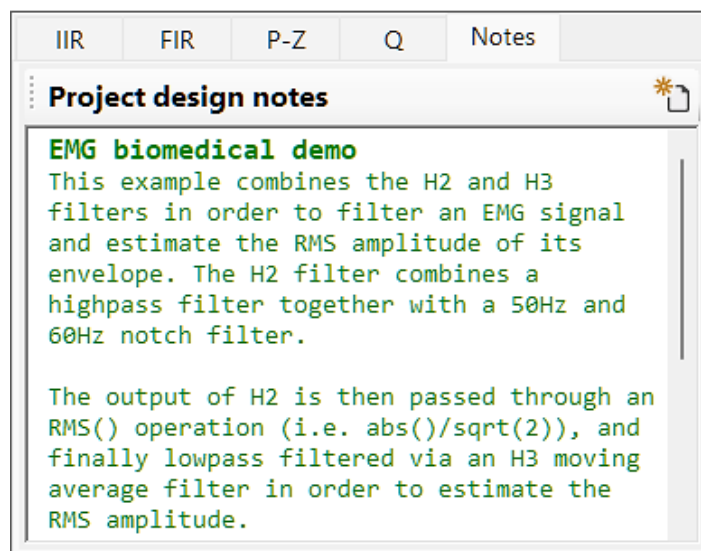 IIR FIR P-Z Q Notes
Project design notes
EMG biomedical demo
This example combines the H2 and H3
filters in order to filter an EMG signal
and estimate the RMS amplitude of its
envelope. The H2 filter combines a
highpass filter together with a 50Hz and
60Hz notch filter.
The output of H2 is then passed through an
RMS() operation (i.e. abs()/sqrt(2)), and
finally lowpass filtered via an H3 moving
average filter in order to estimate the
RMS amplitude.